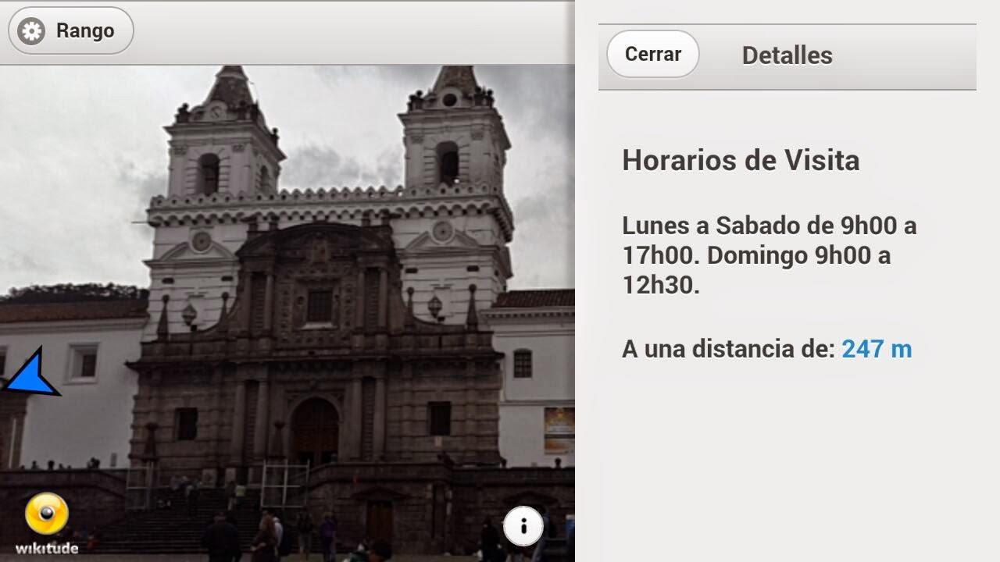 Rango
Cerrar
Detalles
Horarios de Visita
Lunes a Sabado de 9h00 a
17h00. Domingo 9h00 a
12h30.
A una distancia de: 247 m
wikitude
i